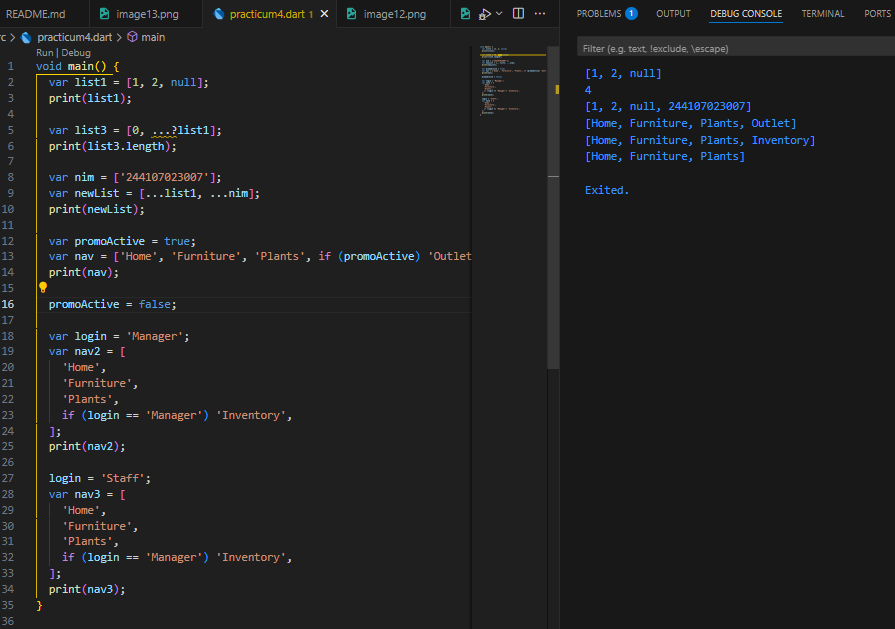 README.md image13.png practicum4.dart 1 image12.png
rc > practicum4.dart > main
Run | Debug
1 void main() {
2 var list1 = [1, 2, null];
3 print(list1);
4
5 var list3 = [0, ...?list1];
6 print(list3.length);
7
8 var nim = ['244107023007'];
9 var newList = [...list1, ...nim];
10 print(newList);
11
12 var promoActive = true;
13 var nav = ['Home', 'Furniture', 'Plants', if (promoActive) 'Outlet
14 print(nav);
15
16 promoActive = false;
17
18 var login = 'Manager';
19 var nav2 = [
20 'Home',
21 'Furniture',
22 'Plants',
23 if (login == 'Manager') 'Inventory',
24 ];
25 print(nav2);
26
27 login = 'Staff';
28 var nav3 = [
29 'Home',
30 'Furniture',
31 'Plants',
32 if (login == 'Manager') 'Inventory',
33 ];
34 print(nav3);
35 }
36
PROBLEMS 1 OUTPUT DEBUG CONSOLE TERMINAL PORTS
Filter (e.g. text, !exclude, \escape)
[1, 2, null]
4
[1, 2, null, 244107023007]
[Home, Furniture, Plants, Outlet]
[Home, Furniture, Plants, Inventory]
[Home, Furniture, Plants]
Exited.